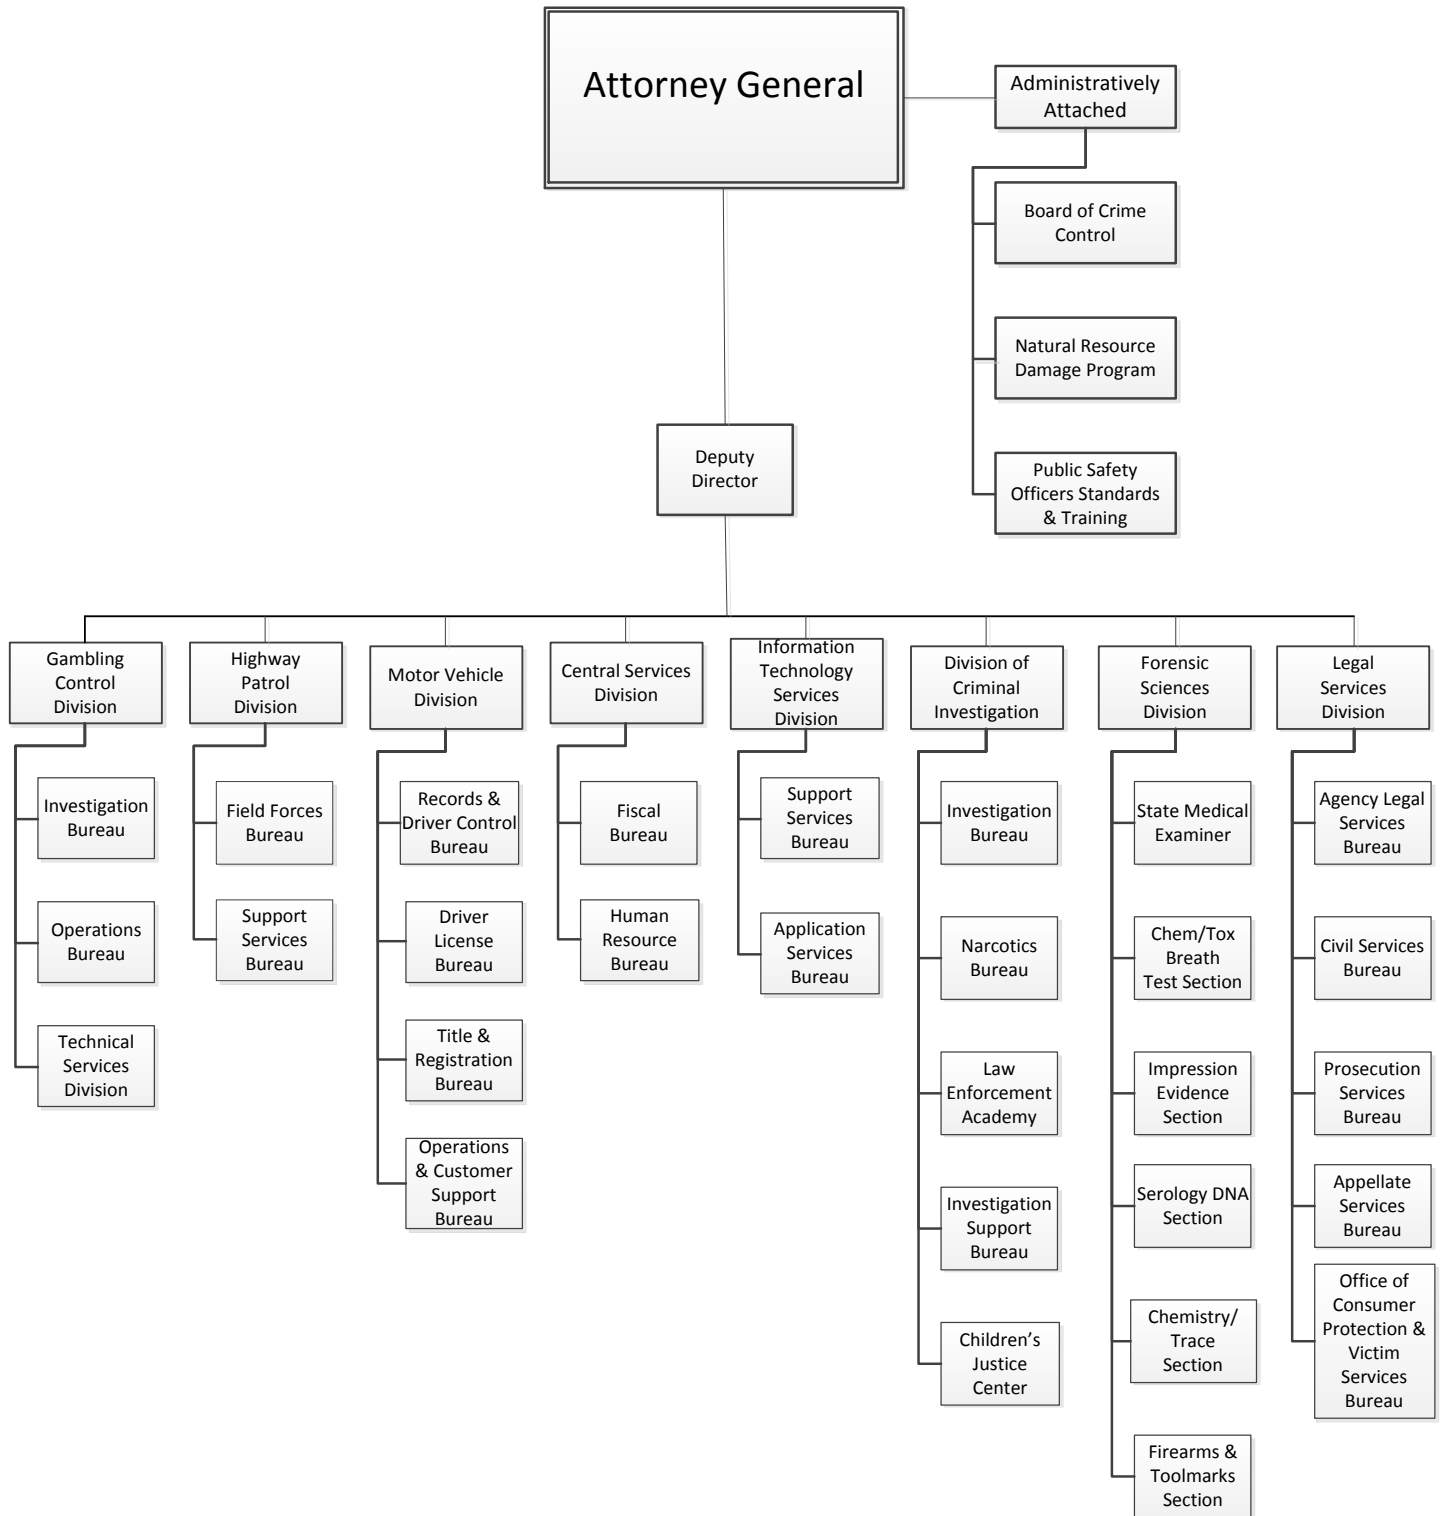 Attorney General
Administratively
Attached
Board of Crime
Control
Natural Resource
Damage Program
Public Safety
Officers Standards
& Training
Deputy
Director
Gambling
Control
Division
Investigation
Bureau
Operations
Bureau
Technical
Services
Division
Highway
Patrol
Division
Field Forces
Bureau
Support
Services
Bureau
Motor Vehicle
Division
Records &
Driver Control
Bureau
Driver
License
Bureau
Title &
Registration
Bureau
Operations
& Customer
Support
Bureau
Central Services
Division
Fiscal
Bureau
Human
Resource
Bureau
Information
Technology
Services
Division
Support
Services
Bureau
Application
Services
Bureau
Division of
Criminal
Investigation
Investigation
Bureau
Narcotics
Bureau
Law
Enforcement
Academy
Investigation
Support
Bureau
Children’s
Justice
Center
Forensic
Sciences
Division
State Medical
Examiner
Chem/Tox
Breath
Test Section
Impression
Evidence
Section
Serology DNA
Section
Chemistry/
Trace
Section
Firearms &
Toolmarks
Section
Legal
Services
Division
Agency Legal
Services
Bureau
Civil Services
Bureau
Prosecution
Services
Bureau
Appellate
Services
Bureau
Office of
Consumer
Protection &
Victim
Services
Bureau